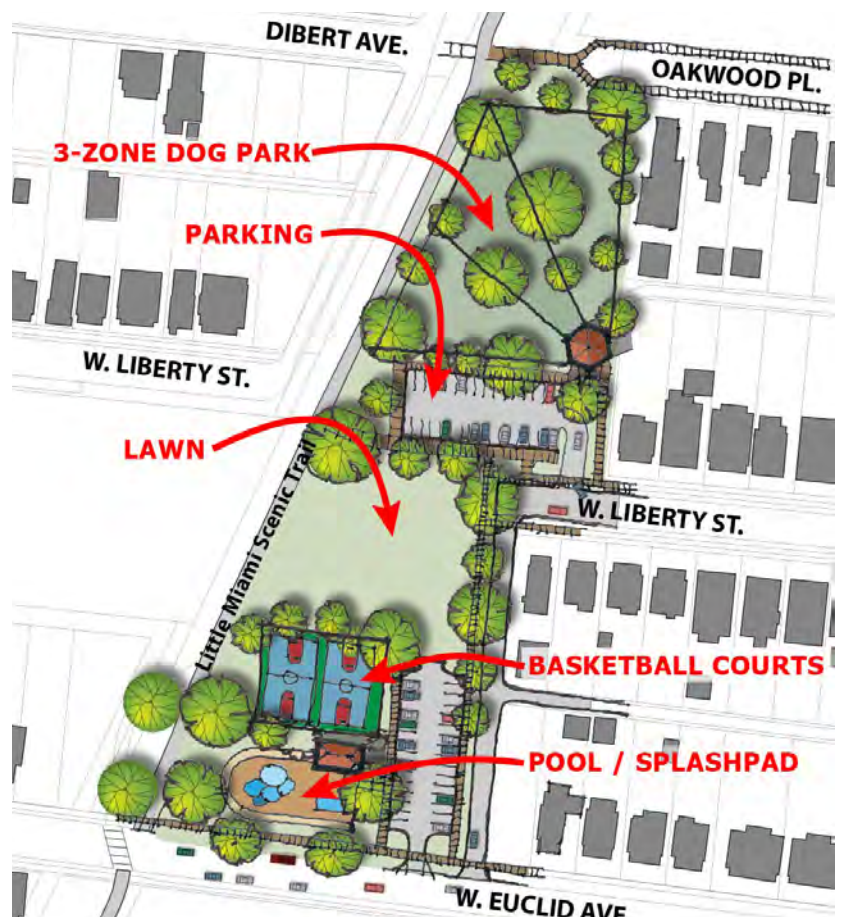 DIBERT AVE.
OAKWOOD PL.
3-ZONE DOG PARK
PARKING
W. LIBERTY ST.
LAWN
Little Miami Scenic Trail
W. LIBERTY ST.
BASKETBALL COURTS
POOL / SPLASHPAD
W. EUCLID AVE